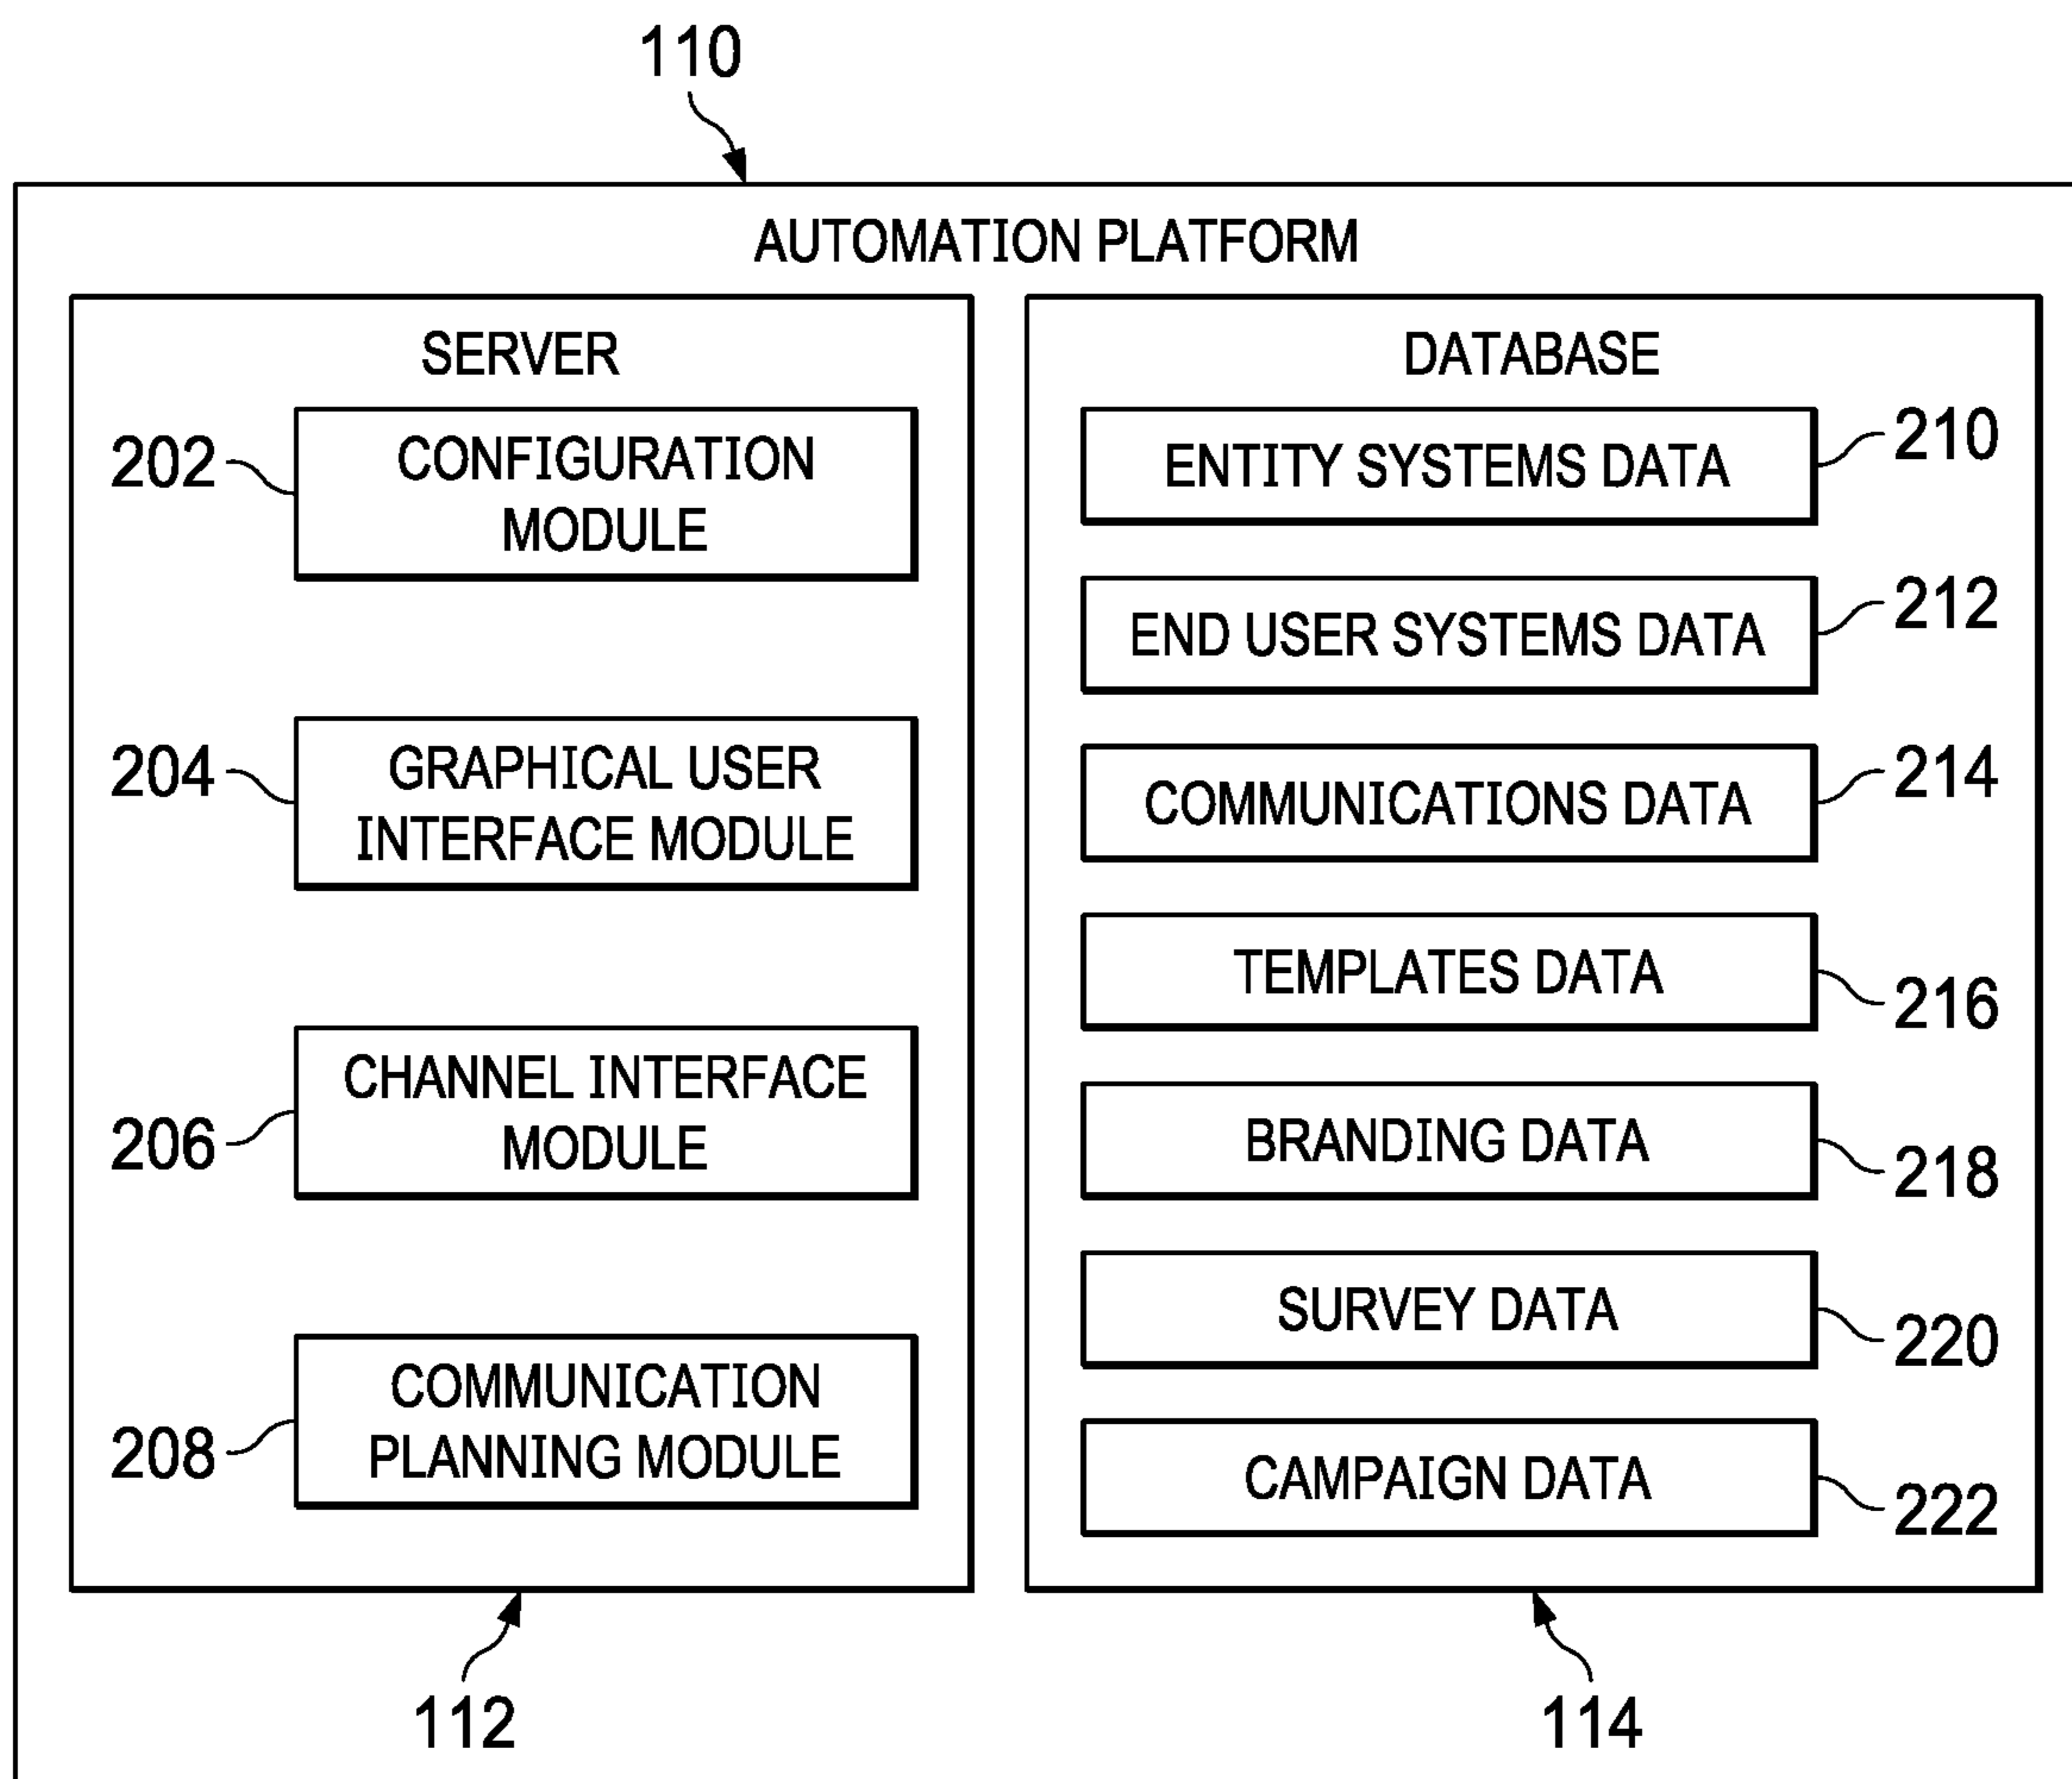 110
AUTOMATION PLATFORM
SERVER
202
CONFIGURATION
MODULE
204
GRAPHICAL USER
INTERFACE MODULE
206
CHANNEL INTERFACE
MODULE
208
COMMUNICATION
PLANNING MODULE
112
DATABASE
ENTITY SYSTEMS DATA
210
END USER SYSTEMS DATA
212
COMMUNICATIONS DATA
214
TEMPLATES DATA
216
BRANDING DATA
218
SURVEY DATA
220
CAMPAIGN DATA
222
114